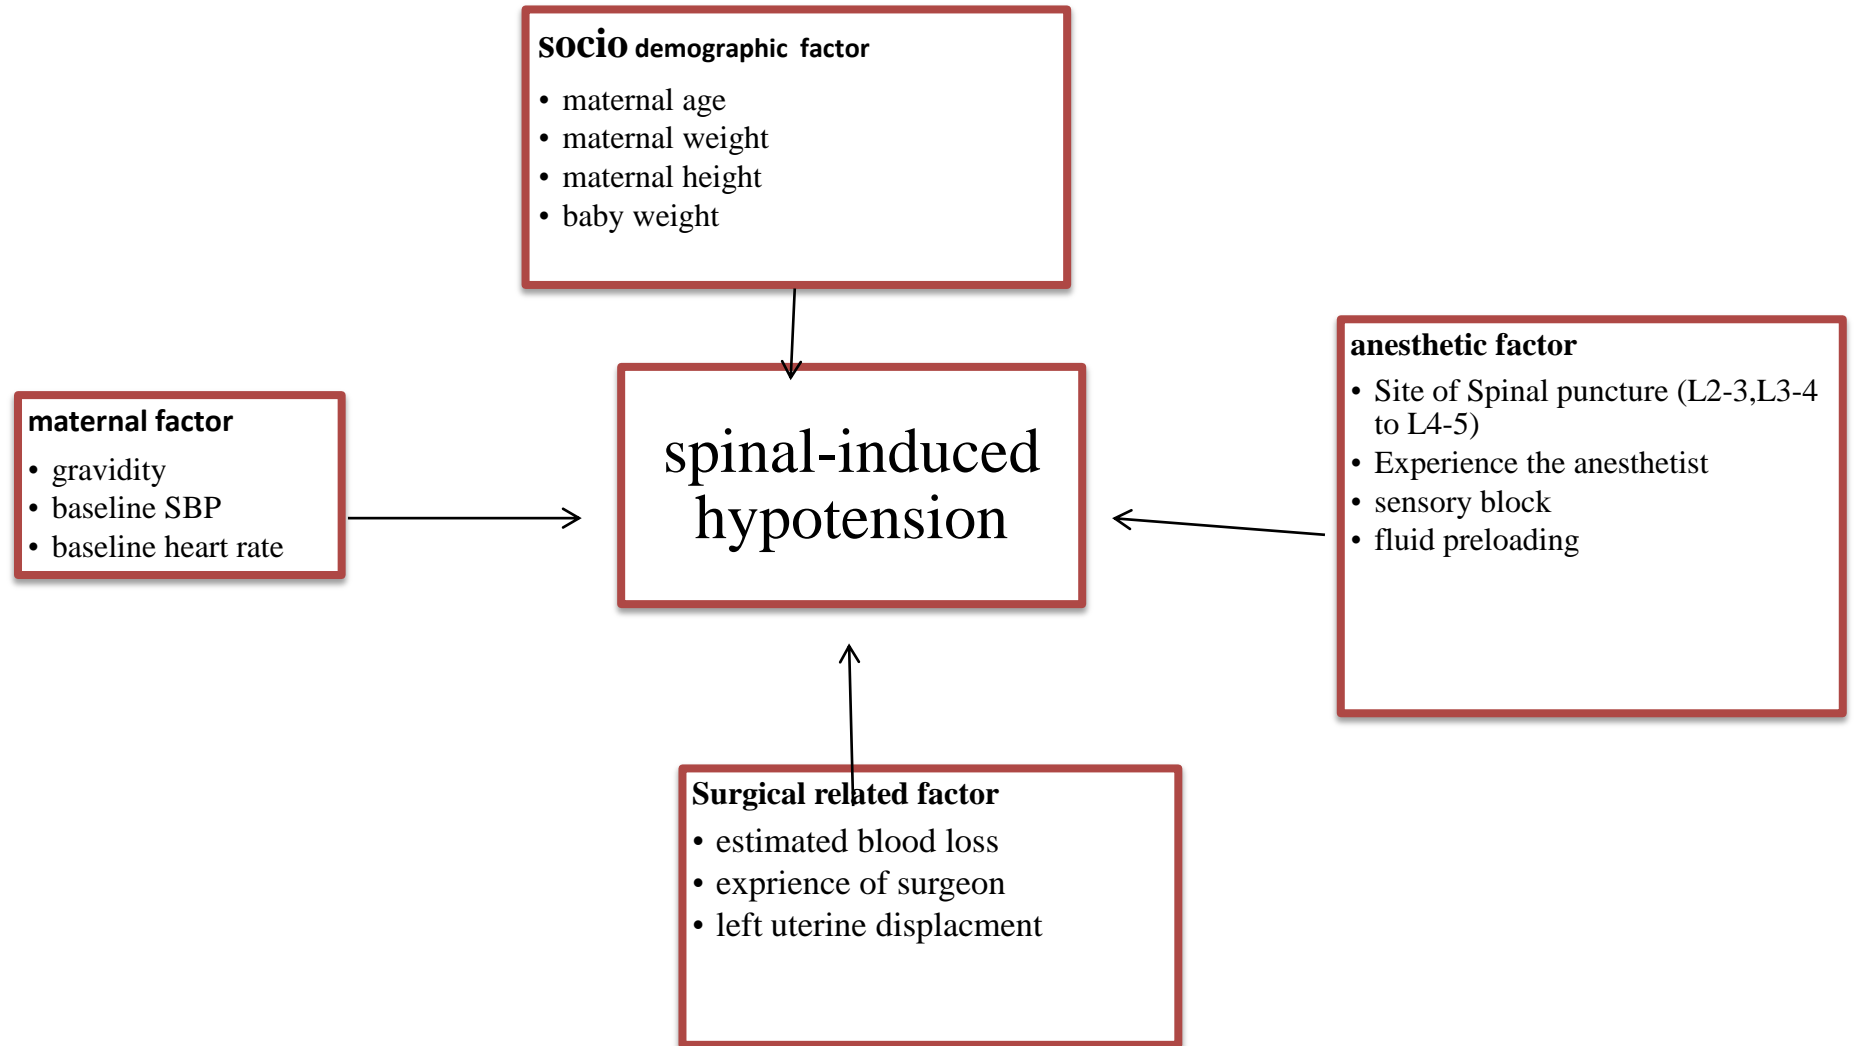 socio demographic factor
• maternal age
• maternal weight
• maternal height
• baby weight
maternal factor
• gravidity
• baseline SBP
• baseline heart rate
spinal-induced
hypotension
anesthetic factor
• Site of Spinal puncture (L2-3,L3-4
to L4-5)
• Experience the anesthetist
• sensory block
• fluid preloading
Surgical related factor
• estimated blood loss
• exprience of surgeon
• left uterine displacment